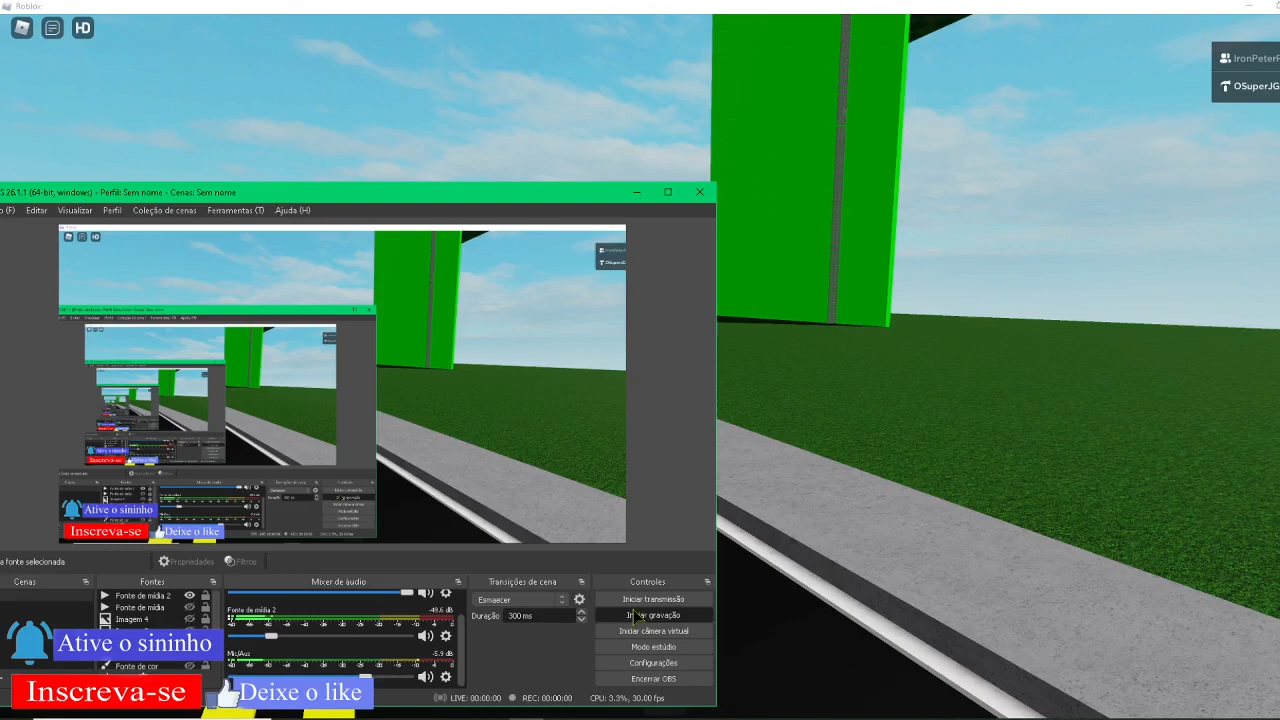 Roblox
HD
IronPeterF
OSuperJG
S 26.1.1 (64-bit, windows) - Perfil: Sem nome - Cenas: Sem nome
o (F) Editar Visualizar Perfil Coleção de cenas Ferramentas (T) Ajuda (H)
Ative o sininho
Inscreva-se Deixe o like
a fonte selecionada Propriedades Filtros
Cenas Fontes Mixer de áudio Transições de cena Controles
Fonte de mídia 2
Fonte de mídia
Imagem 4
Fonte de cor
Fonte de mídia 2 -49.6 dB
Mic/Aux -5.9 dB
Esmaecer
Duração 300 ms
Iniciar transmissão
Iniciar gravação
Iniciar câmera virtual
Modo estúdio
Configurações
Encerrar OBS
LIVE: 00:00:00 REC: 00:00:00 CPU: 3.3%, 30.00 fps
Ative o sininho
Inscreva-se Deixe o like